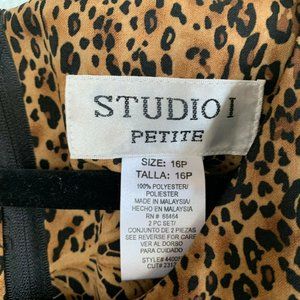 STUDIO I
PETITE
SIZE: 16P
TALLA: 16P
100% POLYESTER/
POLIESTER
MADE IN MALAYSIA/
HECHO EN MALAYSIA
RN # 66464
2 PC SET/
CONJUNTO DE 2 PIEZAS
SEE REVERSE FOR CARE
VER AL DORSO
PARA CUIDADO
STYLE#
CUT#